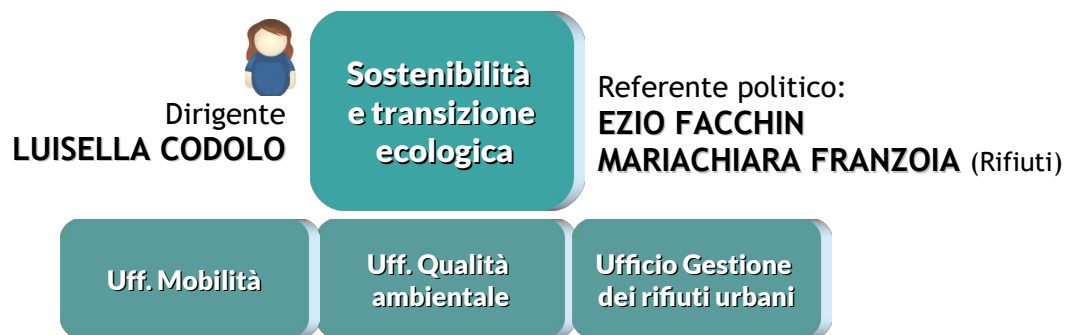 Dirigente
LUISELLA CODOLO
Sostenibilità
e transizione
ecologica
Referente politico:
EZIO FACCHIN
MARIACHIARA FRANZOIA (Rifiuti)
Uff. Mobilità
Uff. Qualità
ambientale
Ufficio Gestione
dei rifiuti urbani